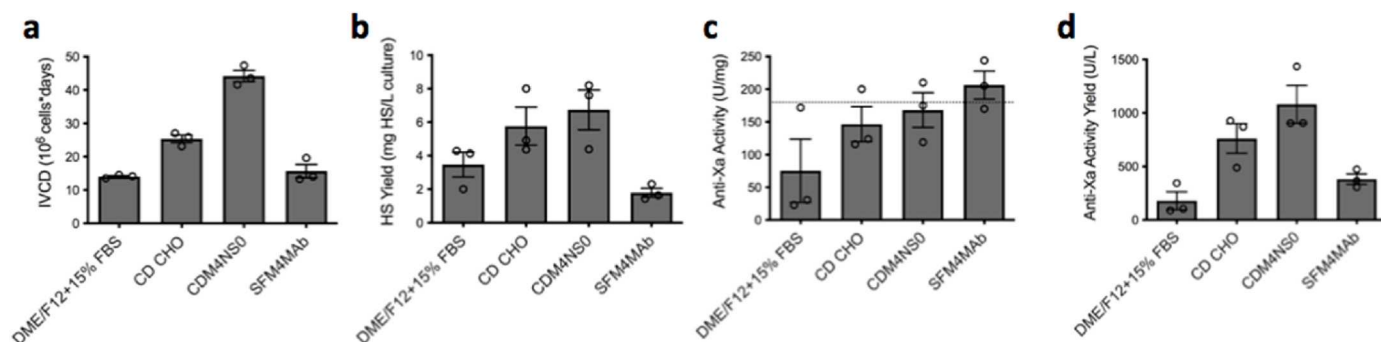 a
IVCD (10⁶ cells*days)
50
40
30
20
10
0
DME/F12+15% FBS
CD CHO
CDM4NS0
SFM4MAb
b
HS Yield (mg HS/L culture)
10
8
6
4
2
0
DME/F12+15% FBS
CD CHO
CDM4NS0
SFM4MAb
c
Anti-Xa Activity (U/mg)
250
200
150
100
50
0
DME/F12+15% FBS
CD CHO
CDM4NS0
SFM4MAb
d
Anti-Xa Activity Yield (U/L)
1500
1000
500
0
DME/F12+15% FBS
CD CHO
CDM4NS0
SFM4MAb